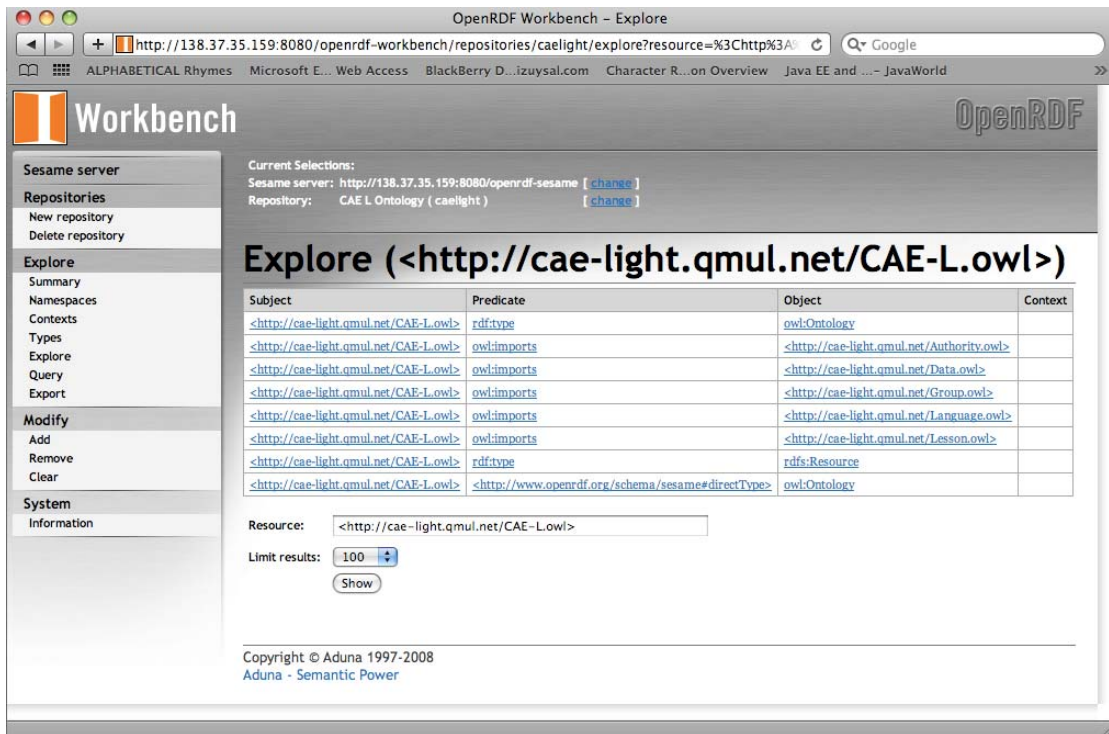 OpenRDF Workbench – Explore
http://138.37.35.159:8080/openrdf-workbench/repositories/caelight/explore?resource=%3Chttp%3A Google
ALPHABETICAL Rhymes Microsoft E... Web Access BlackBerry D...izuysal.com Character R...on Overview Java EE and ...– JavaWorld »
Workbench
OpenRDF
Sesame server
Repositories
New repository
Delete repository
Explore
Summary
Namespaces
Contexts
Types
Explore
Query
Export
Modify
Add
Remove
Clear
System
Information
Current Selections:
Sesame server: http://138.37.35.159:8080/openrdf-sesame [ change ]
Repository: CAE L Ontology ( caelight ) [ change ]
Explore (<http://cae-light.qmul.net/CAE-L.owl>)
Subject Predicate Object Context
<http://cae-light.qmul.net/CAE-L.owl> rdf:type owl:Ontology
<http://cae-light.qmul.net/CAE-L.owl> owl:imports <http://cae-light.qmul.net/Authority.owl>
<http://cae-light.qmul.net/CAE-L.owl> owl:imports <http://cae-light.qmul.net/Data.owl>
<http://cae-light.qmul.net/CAE-L.owl> owl:imports <http://cae-light.qmul.net/Group.owl>
<http://cae-light.qmul.net/CAE-L.owl> owl:imports <http://cae-light.qmul.net/Language.owl>
<http://cae-light.qmul.net/CAE-L.owl> owl:imports <http://cae-light.qmul.net/Lesson.owl>
<http://cae-light.qmul.net/CAE-L.owl> rdf:type rdfs:Resource
<http://cae-light.qmul.net/CAE-L.owl> <http://www.openrdf.org/schema/sesame#directType> owl:Ontology
Resource: <http://cae-light.qmul.net/CAE-L.owl>
Limit results: 100
Show
Copyright © Aduna 1997-2008
Aduna - Semantic Power